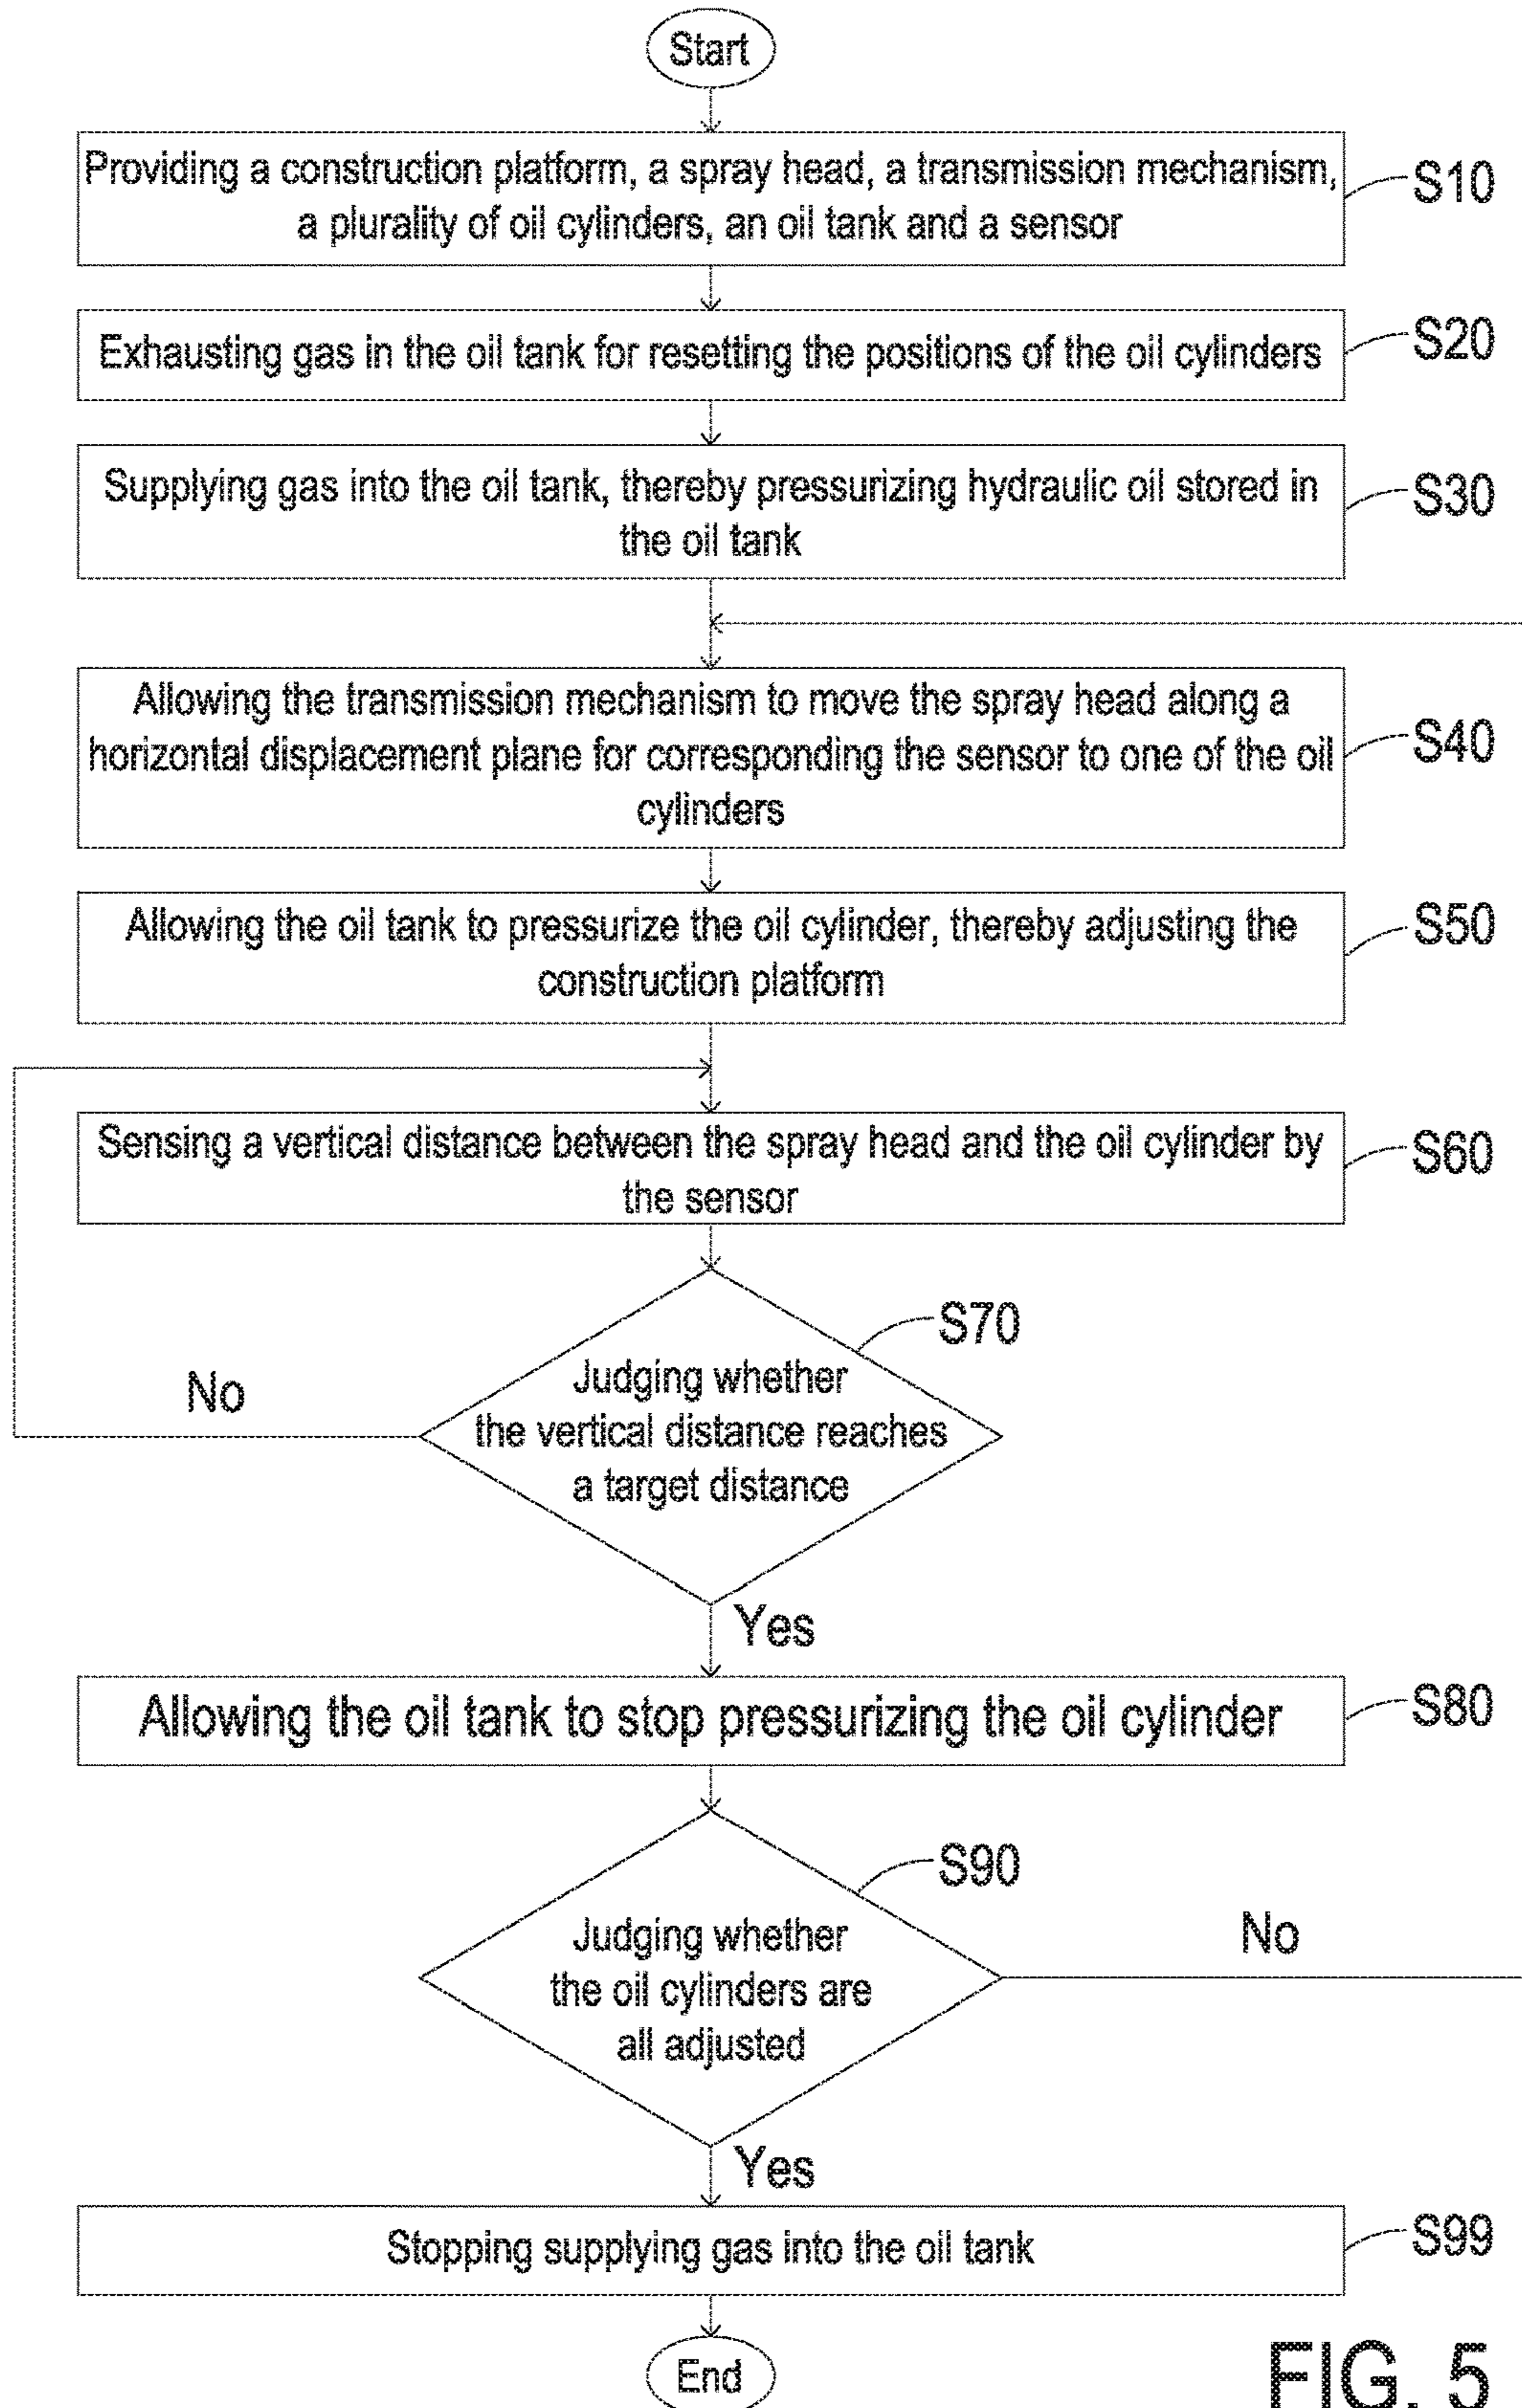 Start
Providing a construction platform, a spray head, a transmission mechanism,
a plurality of oil cylinders, an oil tank and a sensor
S10
Exhausting gas in the oil tank for resetting the positions of the oil cylinders
S20
Supplying gas into the oil tank, thereby pressurizing hydraulic oil stored in
the oil tank
S30
Allowing the transmission mechanism to move the spray head along a
horizontal displacement plane for corresponding the sensor to one of the oil
cylinders
S40
Allowing the oil tank to pressurize the oil cylinder, thereby adjusting the
construction platform
S50
Sensing a vertical distance between the spray head and the oil cylinder by
the sensor
S60
S70
Judging whether
the vertical distance reaches
a target distance
No
Yes
Allowing the oil tank to stop pressurizing the oil cylinder
S80
S90
Judging whether
the oil cylinders are
all adjusted
No
Yes
Stopping supplying gas into the oil tank
S99
End
FIG. 5